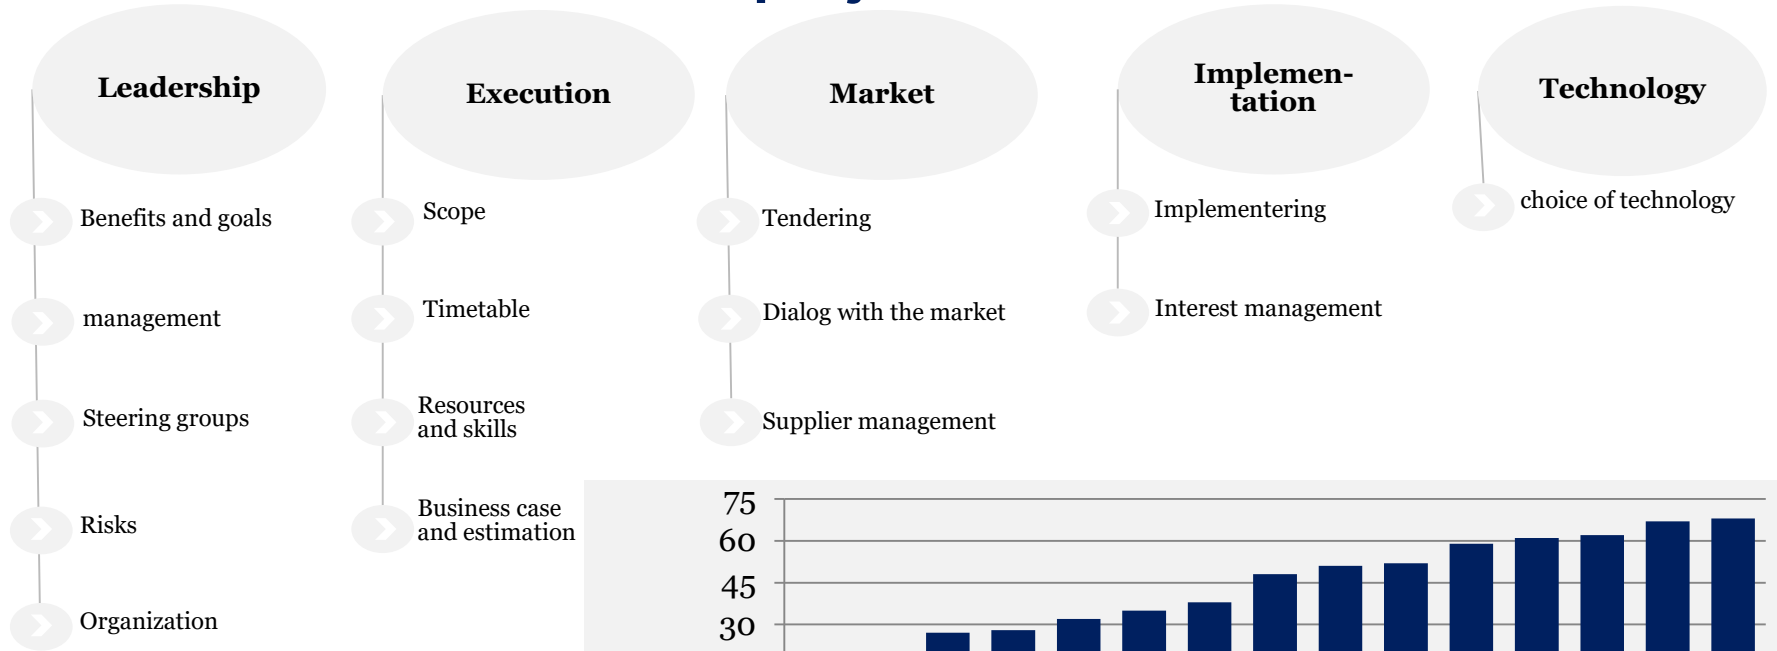 Leadership
Benefits and goals
management
Steering groups
Risks
Organization
Execution
Scope
Timetable
Resources
and skills
Business case
and estimation
Market
Tendering
Dialog with the market
Supplier management
Implemen-
tation
Implementering
Interest management
Technology
choice of technology
75
60
45
30